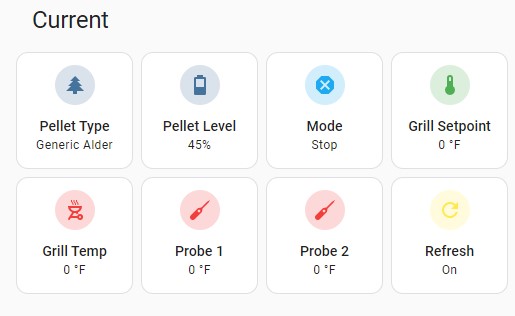 Current
Pellet Type
Generic Alder
Pellet Level
45%
Mode
Stop
Grill Setpoint
0 °F
Grill Temp
0 °F
Probe 1
0 °F
Probe 2
0 °F
Refresh
On